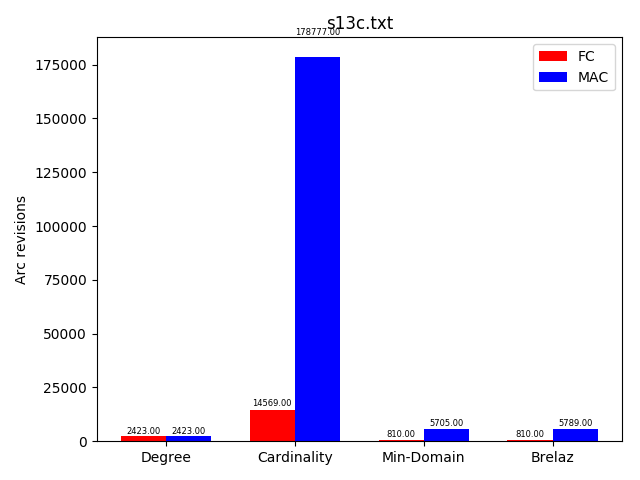 s13c.txt
178777.00
FC
MAC
175000
150000
125000
100000
75000
50000
25000
0
Arc revisions
2423.00
2423.00
14569.00
810.00
5705.00
810.00
5789.00
Degree
Cardinality
Min-Domain
Brelaz